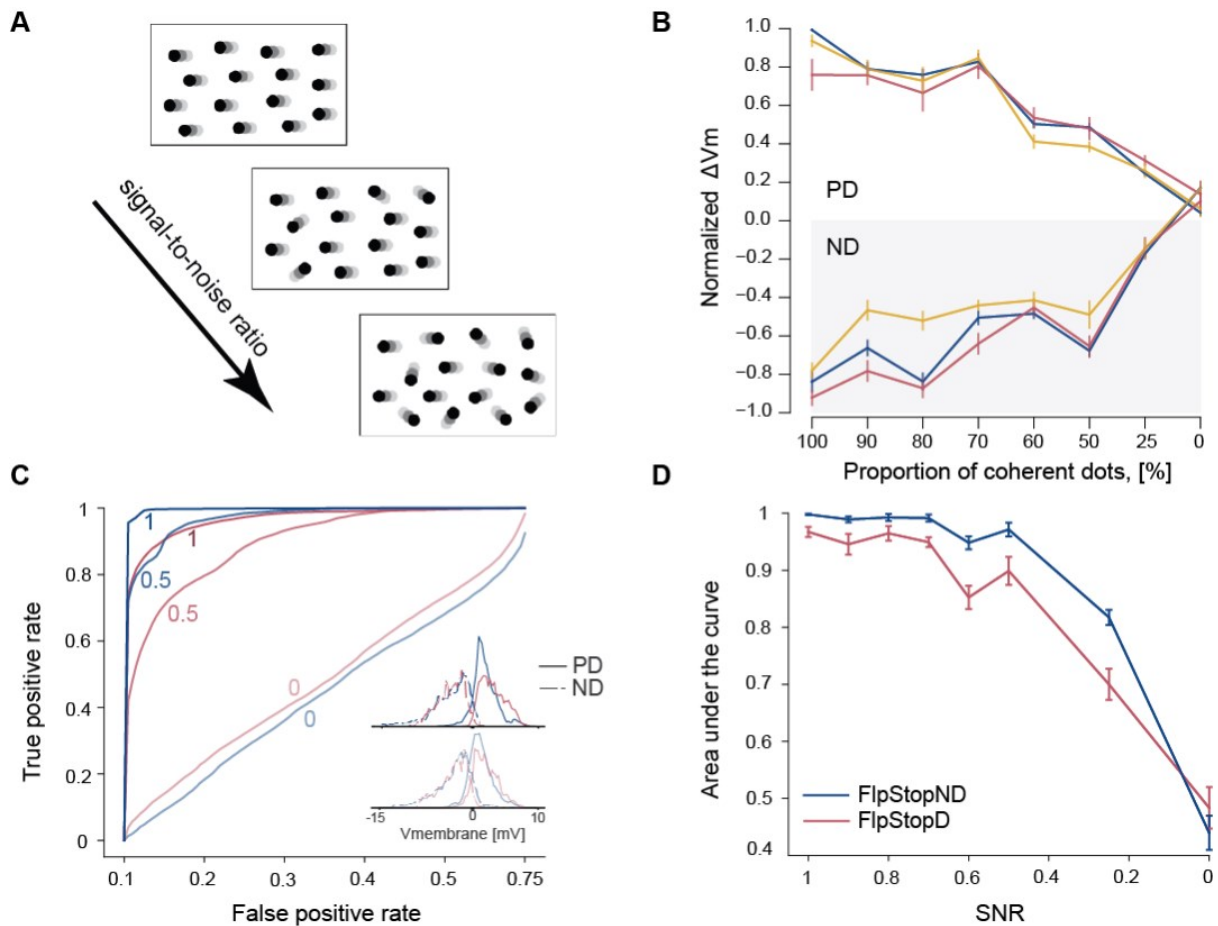 A
signal-to-noise ratio
B
Normalized ΔVm
1.0
0.8
0.6
0.4
0.2
0.0
−0.2
−0.4
−0.6
−0.8
−1.0
PD
ND
100 90 80 70 60 50 25 0
Proportion of coherent dots, [%]
C
True positive rate
1
0.8
0.6
0.4
0.2
0
1
1
0.5
0.5
0
0
PD
ND
-15 0 10
Vmembrane [mV]
0.1 0.2 0.3 0.4 0.5 0.75
False positive rate
D
Area under the curve
1
0.9
0.8
0.7
0.6
0.5
0.4
FlpStopND
FlpStopD
1 0.8 0.6 0.4 0.2 0
SNR